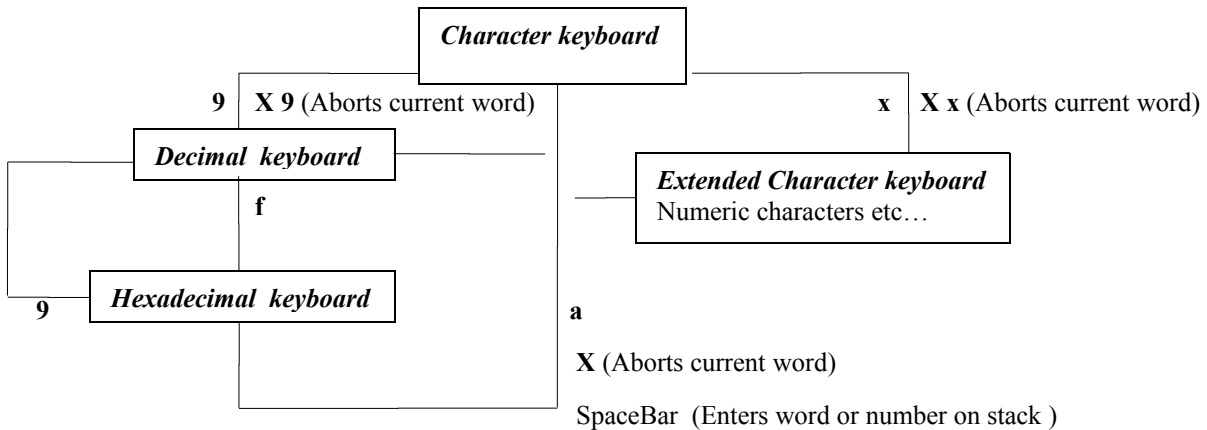 Character keyboard
9 X 9 (Aborts current word)
x X x (Aborts current word)
Decimal keyboard
Extended Character keyboard
Numeric characters etc…
f
Hexadecimal keyboard
9
a
X (Aborts current word)
SpaceBar (Enters word or number on stack )